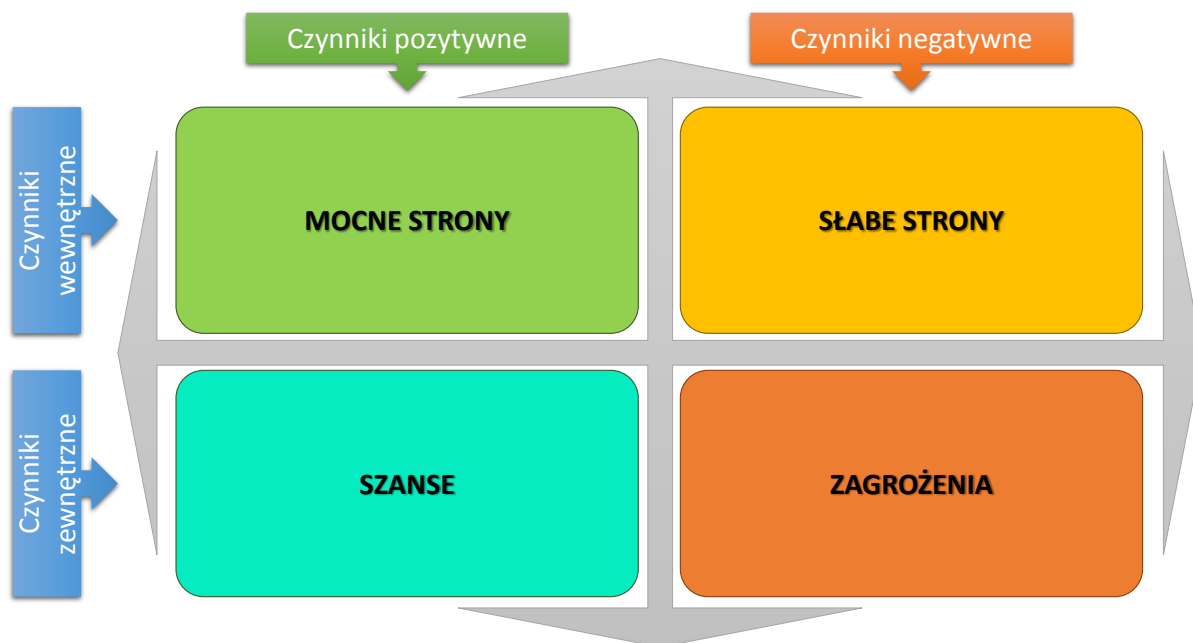 Czynniki pozytywne
Czynniki negatywne
Czynniki
wewnętrzne
MOCNE STRONY
SŁABE STRONY
Czynniki
zewnętrzne
SZANSE
ZAGROŻENIA